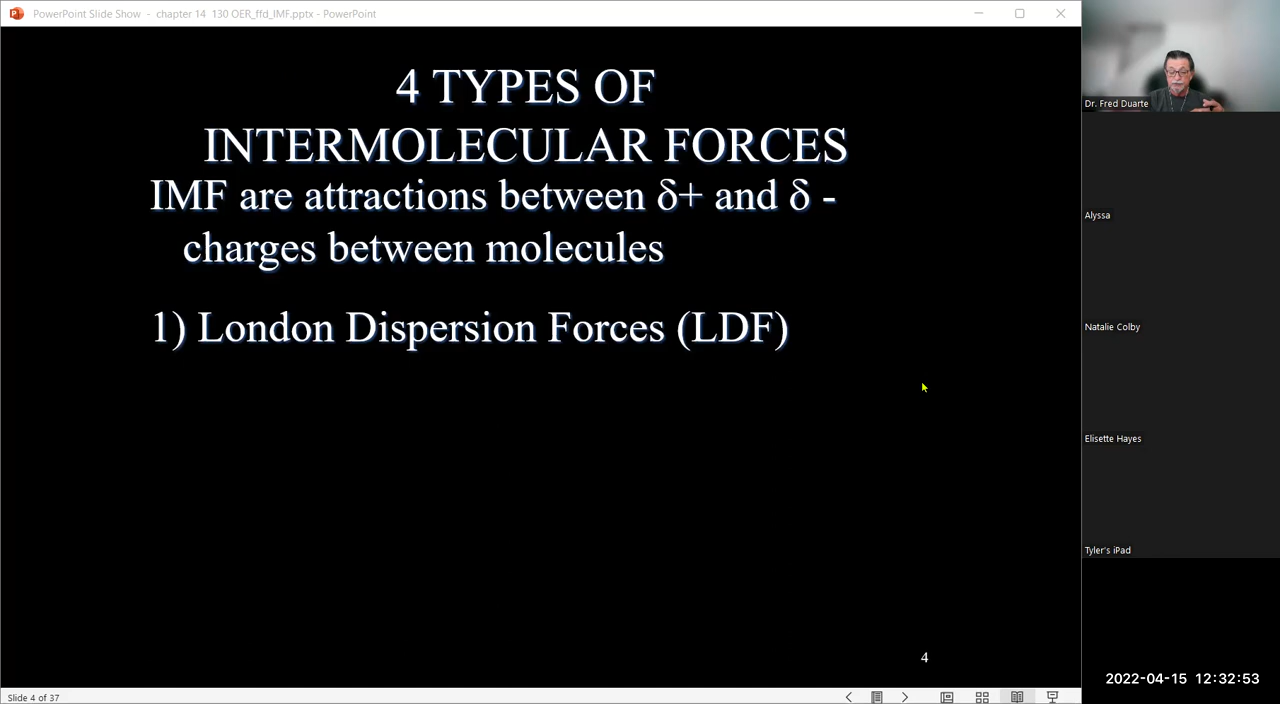 PowerPoint Slide Show - chapter 14 130 OER_ffd_IMF.pptx - PowerPoint
4 TYPES OF
INTERMOLECULAR FORCES
IMF are attractions between δ+ and δ -
charges between molecules
1) London Dispersion Forces (LDF)
4
Slide 4 of 37
Dr. Fred Duarte
Alyssa
Natalie Colby
Elisette Hayes
Tyler's iPad
2022-04-15 12:32:53